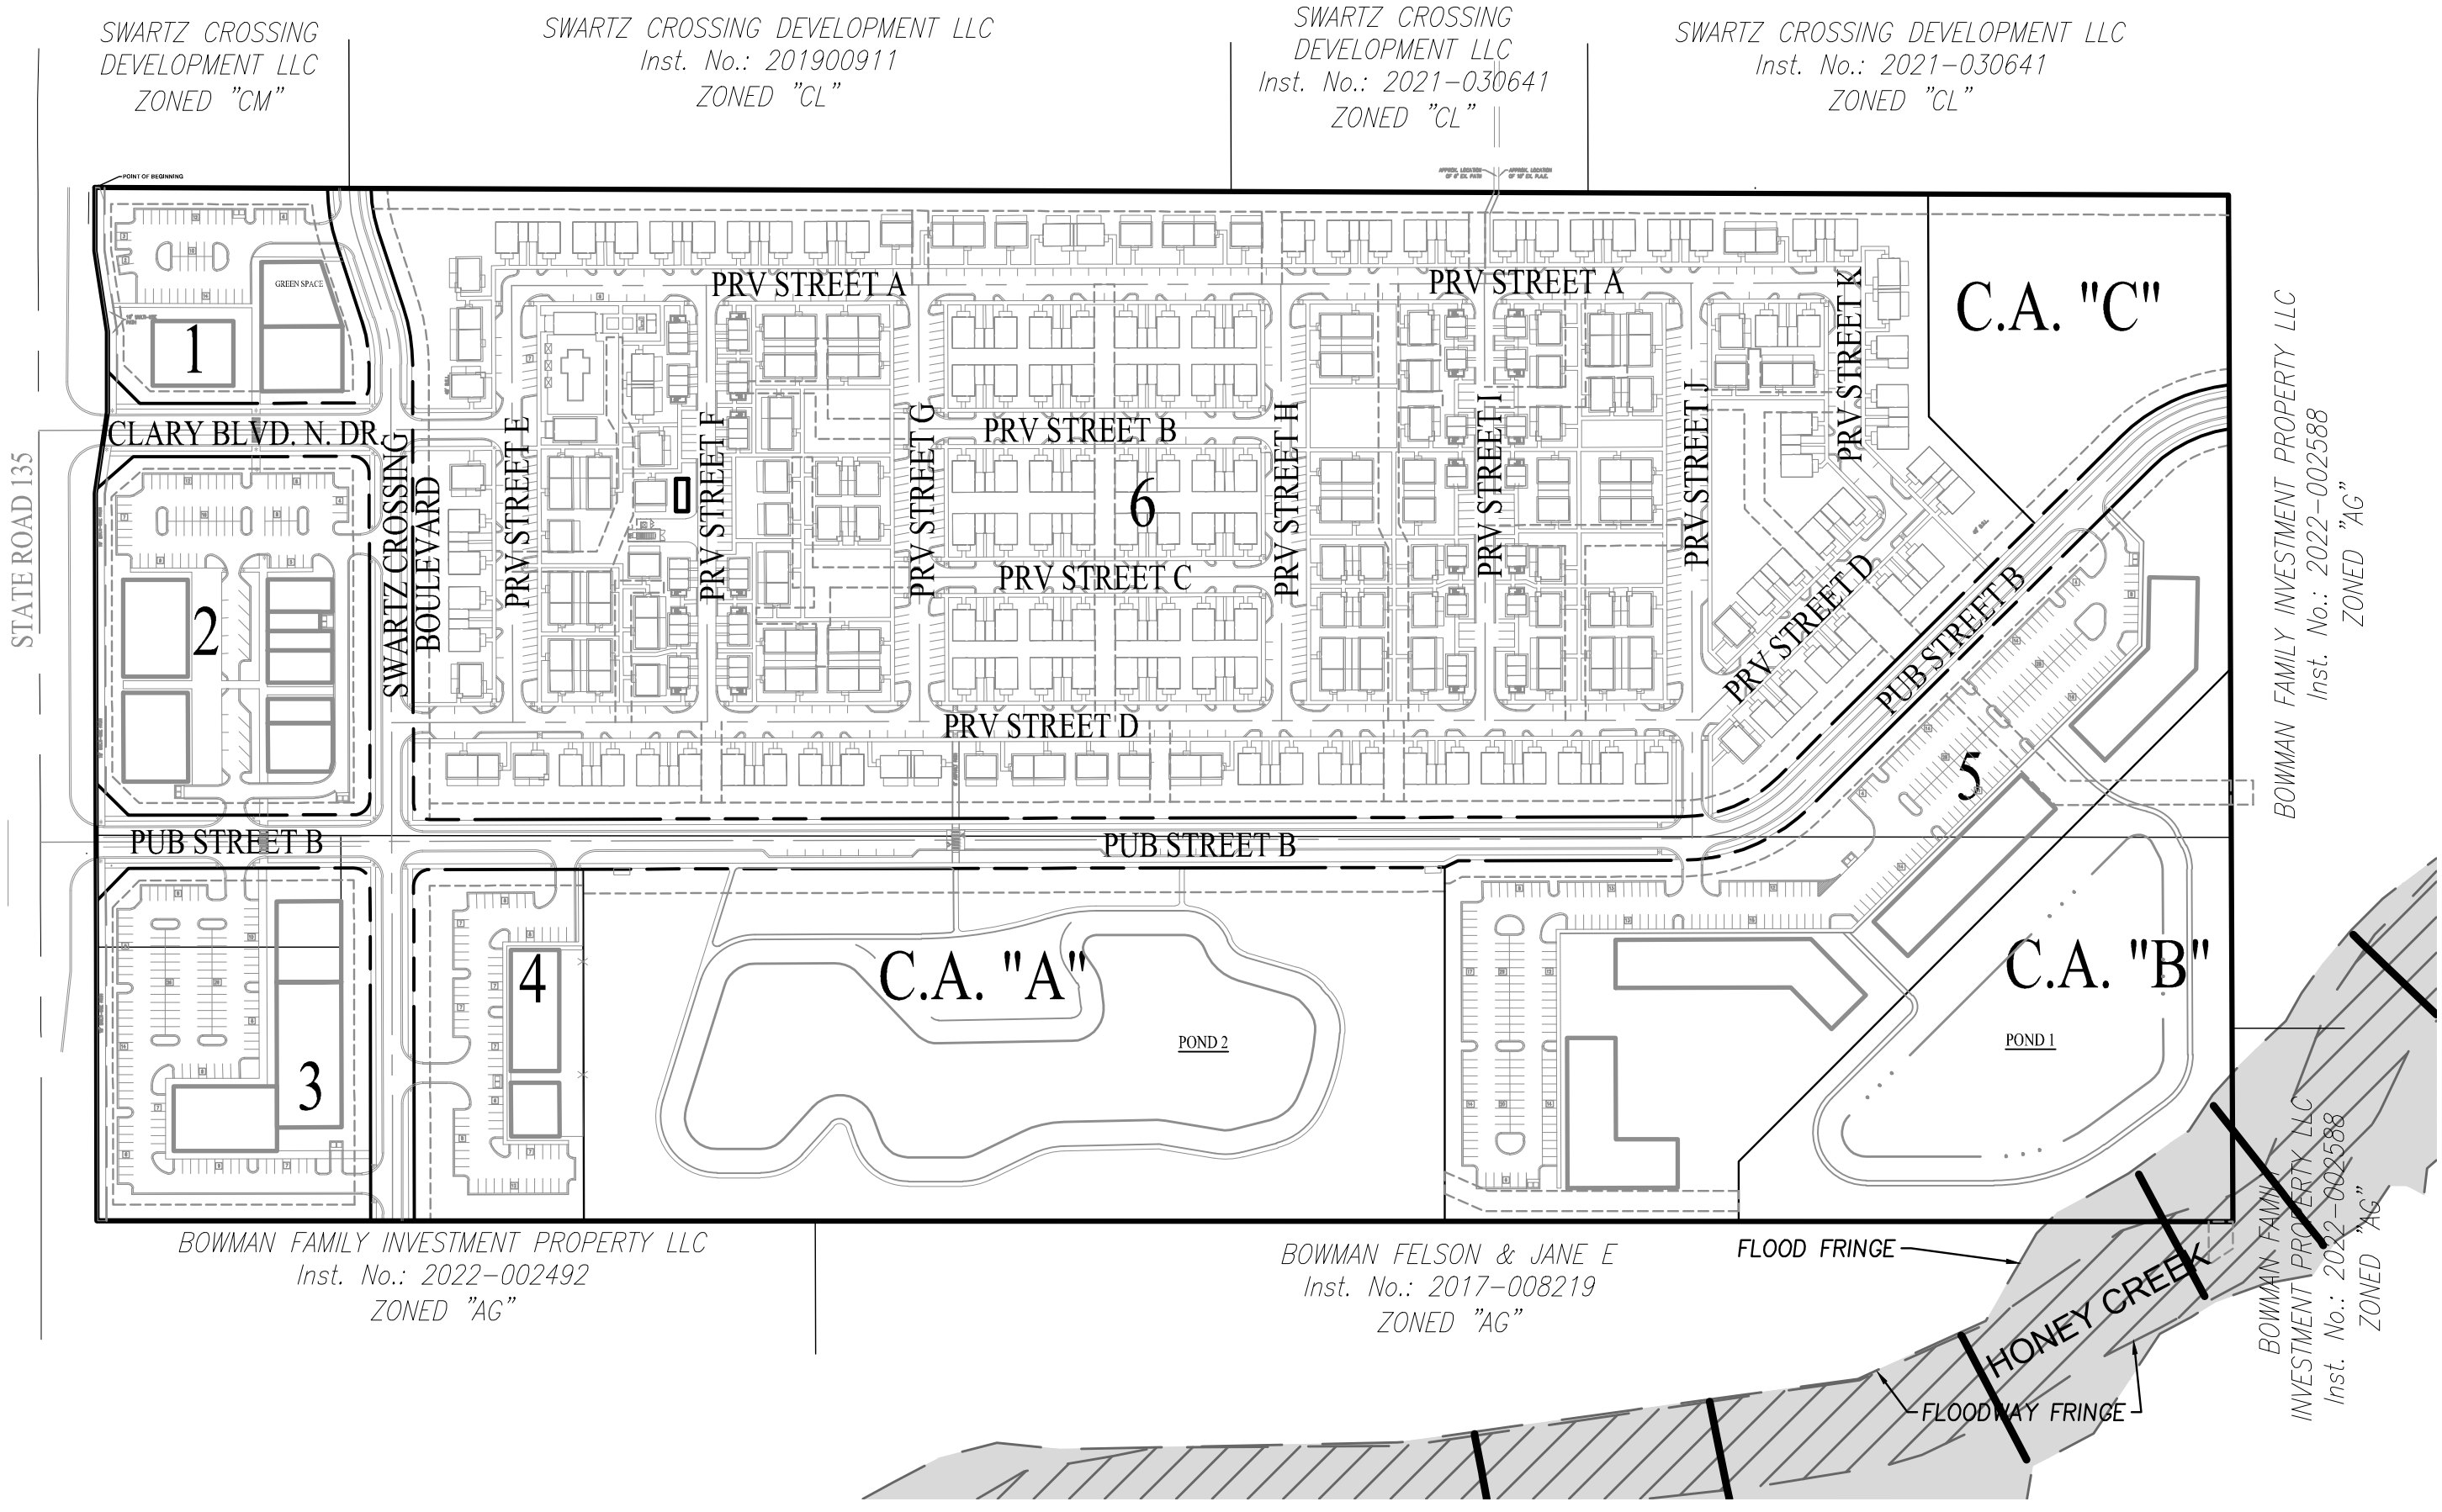 SWARTZ CROSSING
DEVELOPMENT LLC
ZONED "CM"
SWARTZ CROSSING DEVELOPMENT LLC
Inst. No.: 201900911
ZONED "CL"
SWARTZ CROSSING
DEVELOPMENT LLC
Inst. No.: 2021-030641
ZONED "CL"
SWARTZ CROSSING DEVELOPMENT LLC
Inst. No.: 2021-030641
ZONED "CL"
POINT OF BEGINNING
GREEN SPACE
1
PRV STREET A
PRV STREET A
C.A. "C"
CLARY BLVD. N. DR.
STATE ROAD 135
SWARTZ CROSSING
BOULEVARD
PRV STREET E
PRV STREET F
PRV STREET G
PRV STREET B
6
PRV STREET C
PRV STREET H
PRV STREET I
PRV STREET J
PRV STREET K
2
PRV STREET D
PRV STREET D
PUB STREET B
5
BOWMAN FAMILY INVESTMENT PROPERTY LLC
Inst. No.: 2022-002588
ZONED "AG"
PUB STREET B
PUB STREET B
3
4
C.A. "A"
POND 2
C.A. "B"
POND 1
BOWMAN FAMILY INVESTMENT PROPERTY LLC
Inst. No.: 2022-002492
ZONED "AG"
BOWMAN FELSON & JANE E
Inst. No.: 2017-008219
ZONED "AG"
FLOOD FRINGE
HONEY CREEK
FLOODWAY FRINGE
BOWMAN FAMILY
INVESTMENT PROPERTY LLC
Inst. No.: 2022-002588
ZONED "AG"